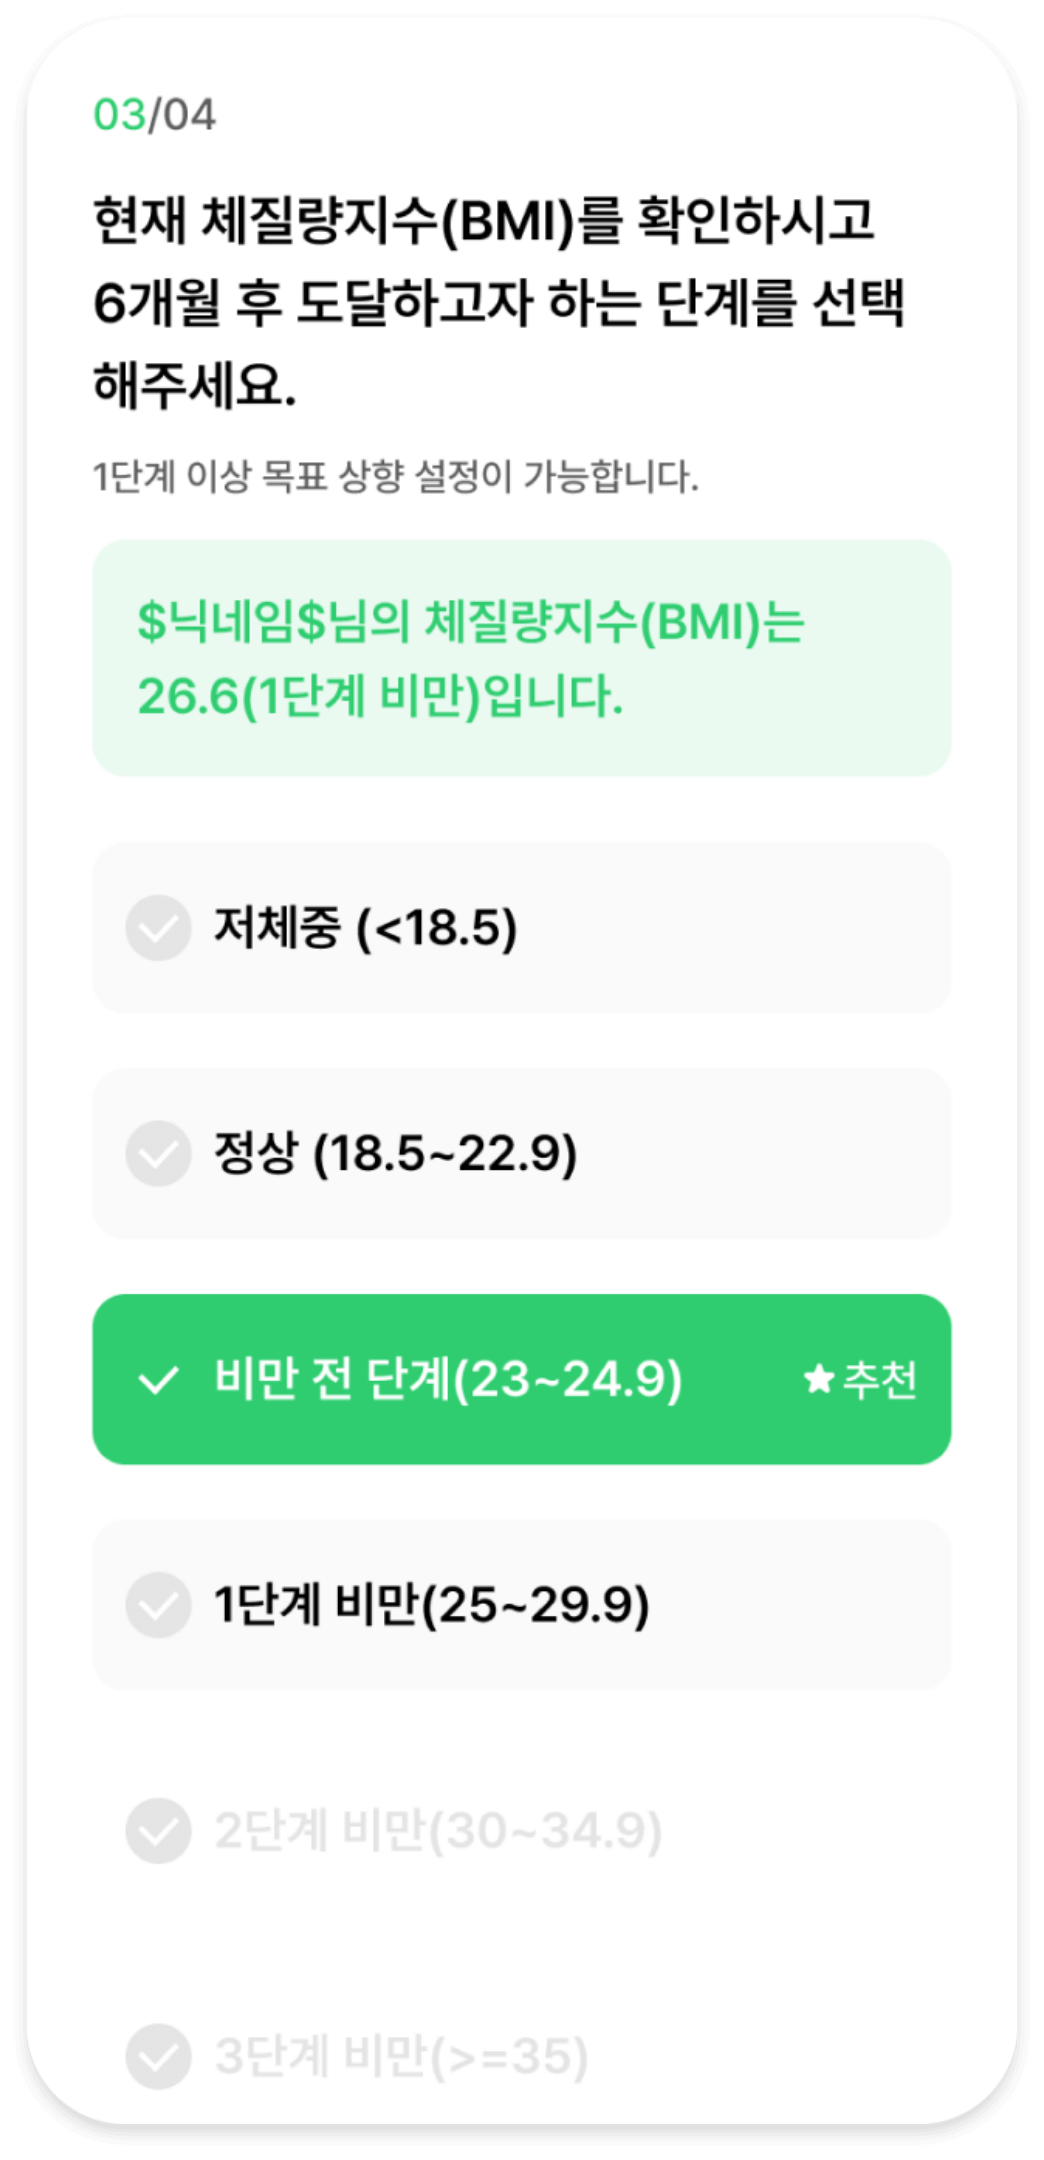 03/04
현재 체질량지수(BMI)를 확인하시고
6개월 후 도달하고자 하는 단계를 선택
해주세요.
1단계 이상 목표 상향 설정이 가능합니다.
$닉네임$님의 체질량지수(BMI)는
26.6(1단계 비만)입니다.
저체중 (<18.5)
정상 (18.5~22.9)
비만 전 단계(23~24.9) ★추천
1단계 비만(25~29.9)
2단계 비만(30~34.9)
3단계 비만(>=35)